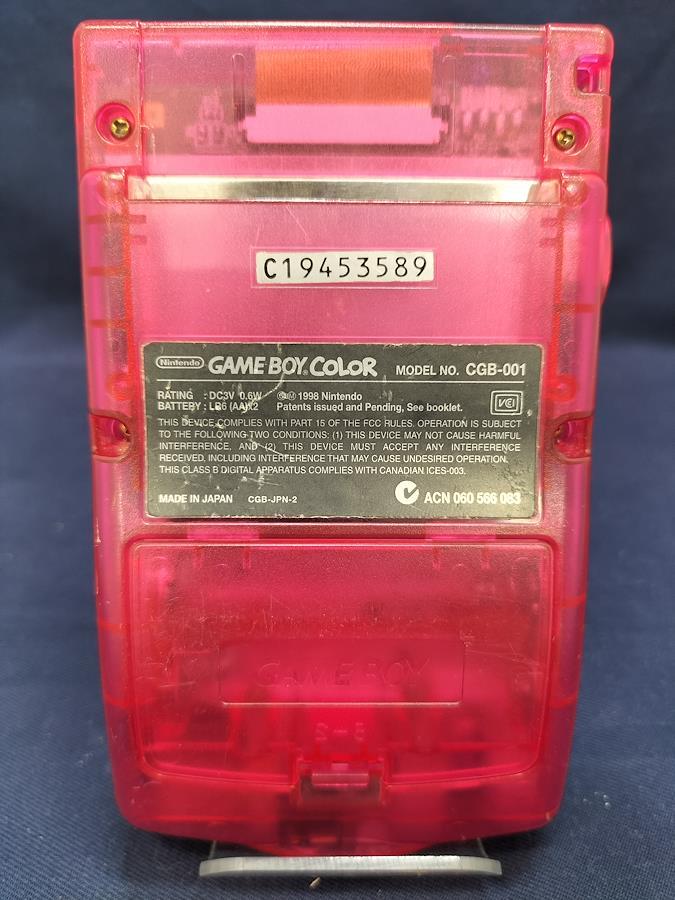 C19453589
Nintendo GAME BOY COLOR MODEL NO. CGB-001
RATING : DC3V 0.6W ©1998 Nintendo
BATTERY : LR6 (AA)X2 Patents issued and Pending, See booklet.
VCI
THIS DEVICE COMPLIES WITH PART 15 OF THE FCC RULES. OPERATION IS SUBJECT
TO THE FOLLOWING TWO CONDITIONS: (1) THIS DEVICE MAY NOT CAUSE HARMFUL
INTERFERENCE, AND (2) THIS DEVICE MUST ACCEPT ANY INTERFERENCE
RECEIVED, INCLUDING INTERFERENCE THAT MAY CAUSE UNDESIRED OPERATION.
THIS CLASS B DIGITAL APPARATUS COMPLIES WITH CANADIAN ICES-003.
MADE IN JAPAN CGB-JPN-2 ACN 060 566 083
GAME BOY